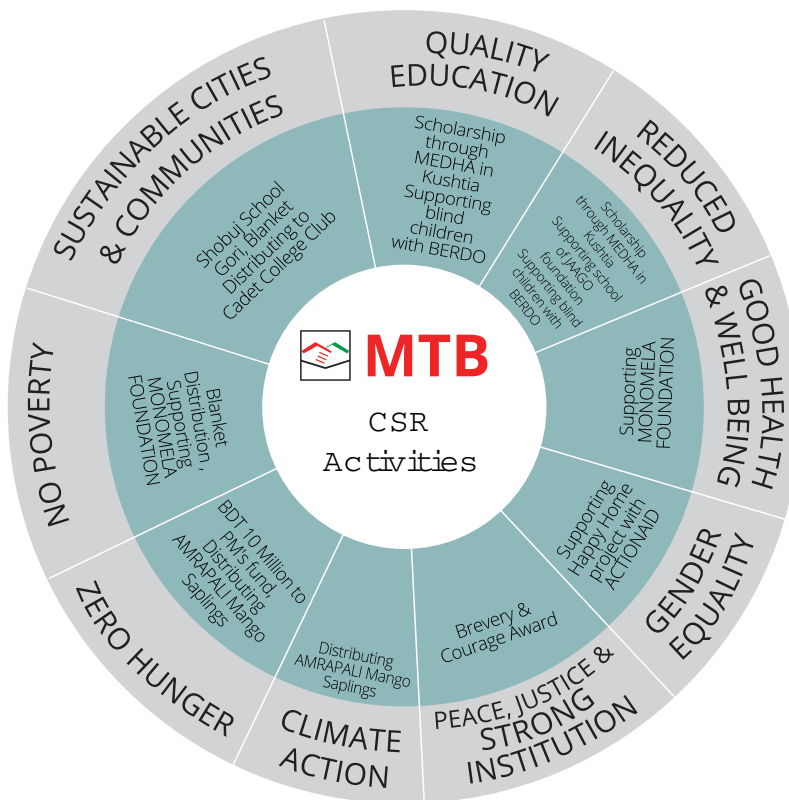 MTB
CSR
Activities
QUALITY
EDUCATION
Scholarship
through
MEDHA in
Kushtia
Supporting
blind
children
with BERDO
REDUCED
INEQUALITY
Scholarship
through MEDHA in
Kushtia
Supporting school
of JAAGO
foundation
Supporting blind
children with
BERDO
GOOD HEALTH
& WELL BEING
Supporting
MONOMELA
FOUNDATION
GENDER
EQUALITY
Supporting
Happy Home
project with
ACTIONAID
PEACE, JUSTICE &
STRONG
INSTITUTION
Brevery &
Courage Award
CLIMATE
ACTION
Distributing
AMRAPALI Mango
Saplings
ZERO HUNGER
BDT 10 Million to
PM's fund,
Distributing
AMRAPALI Mango
Saplings
NO POVERTY
Blanket
Distribution,
Supporting
MONOMELA
FOUNDATION
SUSTAINABLE CITIES
& COMMUNITIES
Shobuj School
Gori, Blanket
Distributing to
Cadet College Club